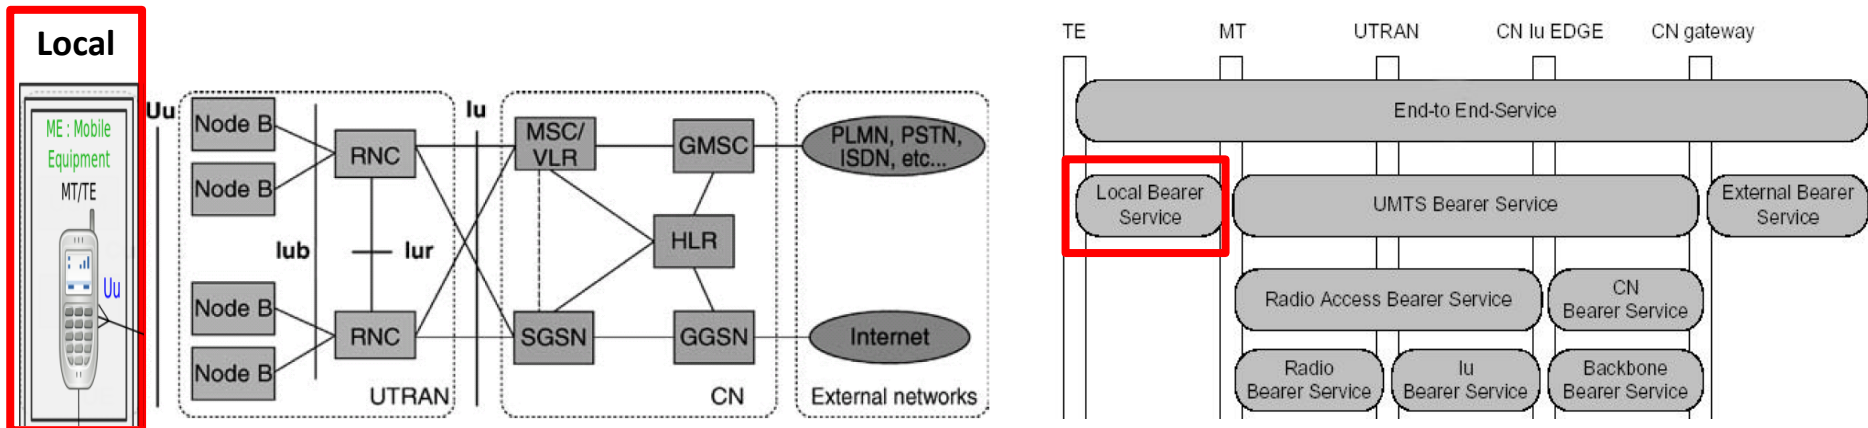 Local
ME : Mobile
Equipment
MT/TE
Uu
Uu
Node B
Node B
Node B
Node B
RNC
RNC
Iub
Iur
UTRAN
Iu
MSC/
VLR
GMSC
HLR
SGSN
GGSN
CN
PLMN, PSTN,
ISDN, etc...
Internet
External networks
TE
MT
UTRAN
CN Iu EDGE
CN gateway
End-to End-Service
Local Bearer
Service
UMTS Bearer Service
External Bearer
Service
Radio Access Bearer Service
CN
Bearer Service
Radio
Bearer Service
Iu
Bearer Service
Backbone
Bearer Service